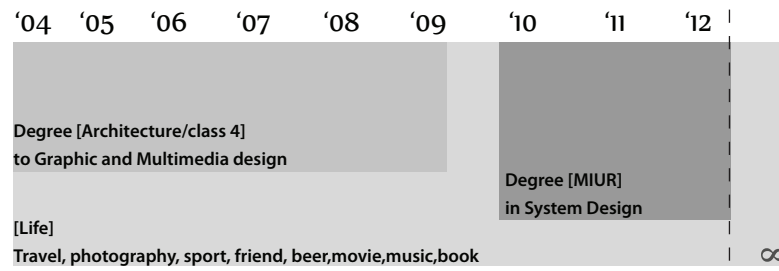 ‘04 ‘05 ‘06 ‘07 ‘08 ‘09 ‘10 ‘11 ‘12
Degree [Architecture/class 4]
to Graphic and Multimedia design
Degree [MIUR]
in System Design
[Life]
Travel, photography, sport, friend, beer,movie,music,book
∞